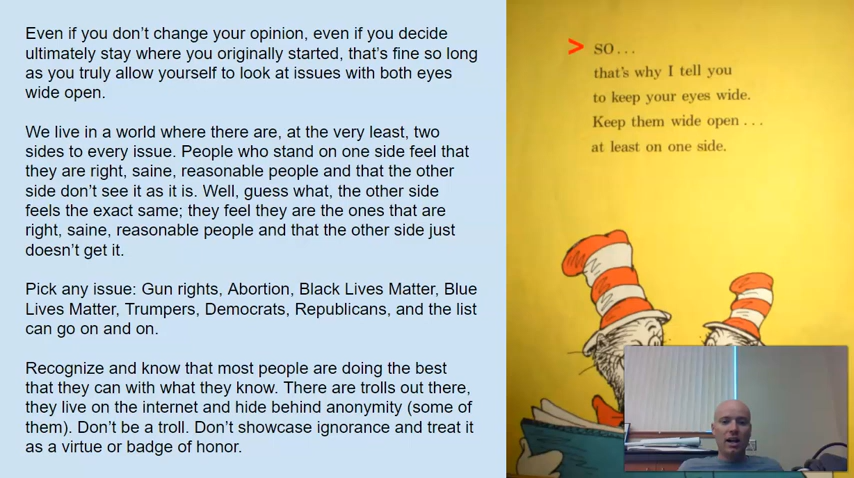 Even if you don't change your opinion, even if you decide
ultimately stay where you originally started, that's fine so long
as you truly allow yourself to look at issues with both eyes
wide open.
We live in a world where there are, at the very least, two
sides to every issue. People who stand on one side feel that
they are right, saine, reasonable people and that the other
side don't see it as it is. Well, guess what, the other side
feels the exact same; they feel they are the ones that are
right, saine, reasonable people and that the other side just
doesn't get it.
Pick any issue: Gun rights, Abortion, Black Lives Matter, Blue
Lives Matter, Trumpers, Democrats, Republicans, and the list
can go on and on.
Recognize and know that most people are doing the best
that they can with what they know. There are trolls out there,
they live on the internet and hide behind anonymity (some of
them). Don't be a troll. Don't showcase ignorance and treat it
as a virtue or badge of honor.
> SO...
that's why I tell you
to keep your eyes wide.
Keep them wide open ...
at least on one side.